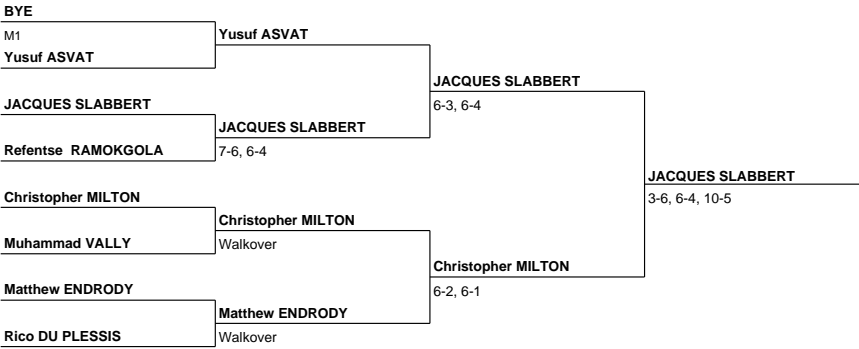 BYE
M1
Yusuf ASVAT
Yusuf ASVAT
JACQUES SLABBERT
6-3, 6-4
JACQUES SLABBERT
JACQUES SLABBERT
7-6, 6-4
Refentse  RAMOKGOLA
JACQUES SLABBERT
3-6, 6-4, 10-5
Christopher MILTON
Christopher MILTON
Walkover
Muhammad VALLY
Christopher MILTON
6-2, 6-1
Matthew ENDRODY
Matthew ENDRODY
Walkover
Rico DU PLESSIS